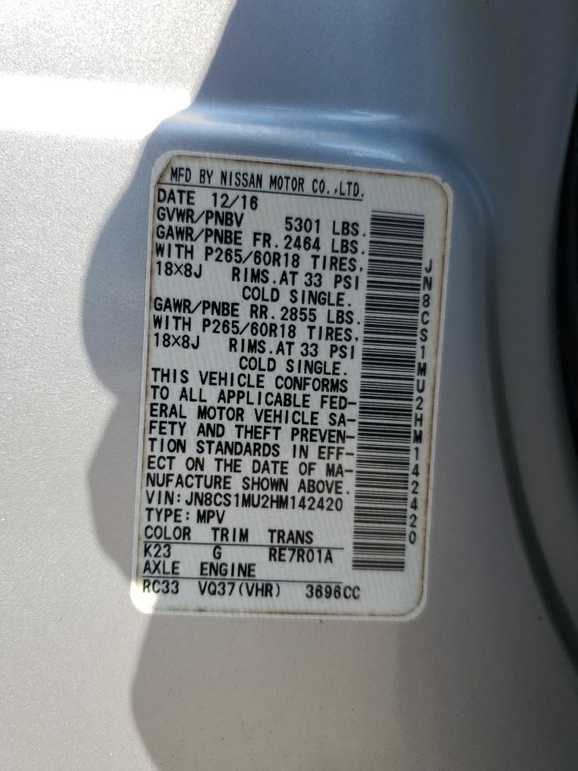 MFD BY NISSAN MOTOR CO.,LTD.
DATE 12/16
GVWR/PNBV 5301 LBS.
GAWR/PNBE FR. 2464 LBS.
WITH P265/60R18 TIRES,
18×8J RIMS.AT 33 PSI
COLD SINGLE.
GAWR/PNBE RR. 2855 LBS.
WITH P265/60R18 TIRES,
18×8J RIMS.AT 33 PSI
COLD SINGLE.
THIS VEHICLE CONFORMS
TO ALL APPLICABLE FED-
ERAL MOTOR VEHICLE SA-
FETY AND THEFT PREVEN-
TION STANDARDS IN EFF-
ECT ON THE DATE OF MA-
NUFACTURE SHOWN ABOVE.
VIN:JN8CS1MU2HM142420
TYPE:MPV
COLOR TRIM TRANS
K23 G RE7R01A
AXLE ENGINE
RC33 VQ37(VHR) 3696CC
JN8CS1MU2HM142420